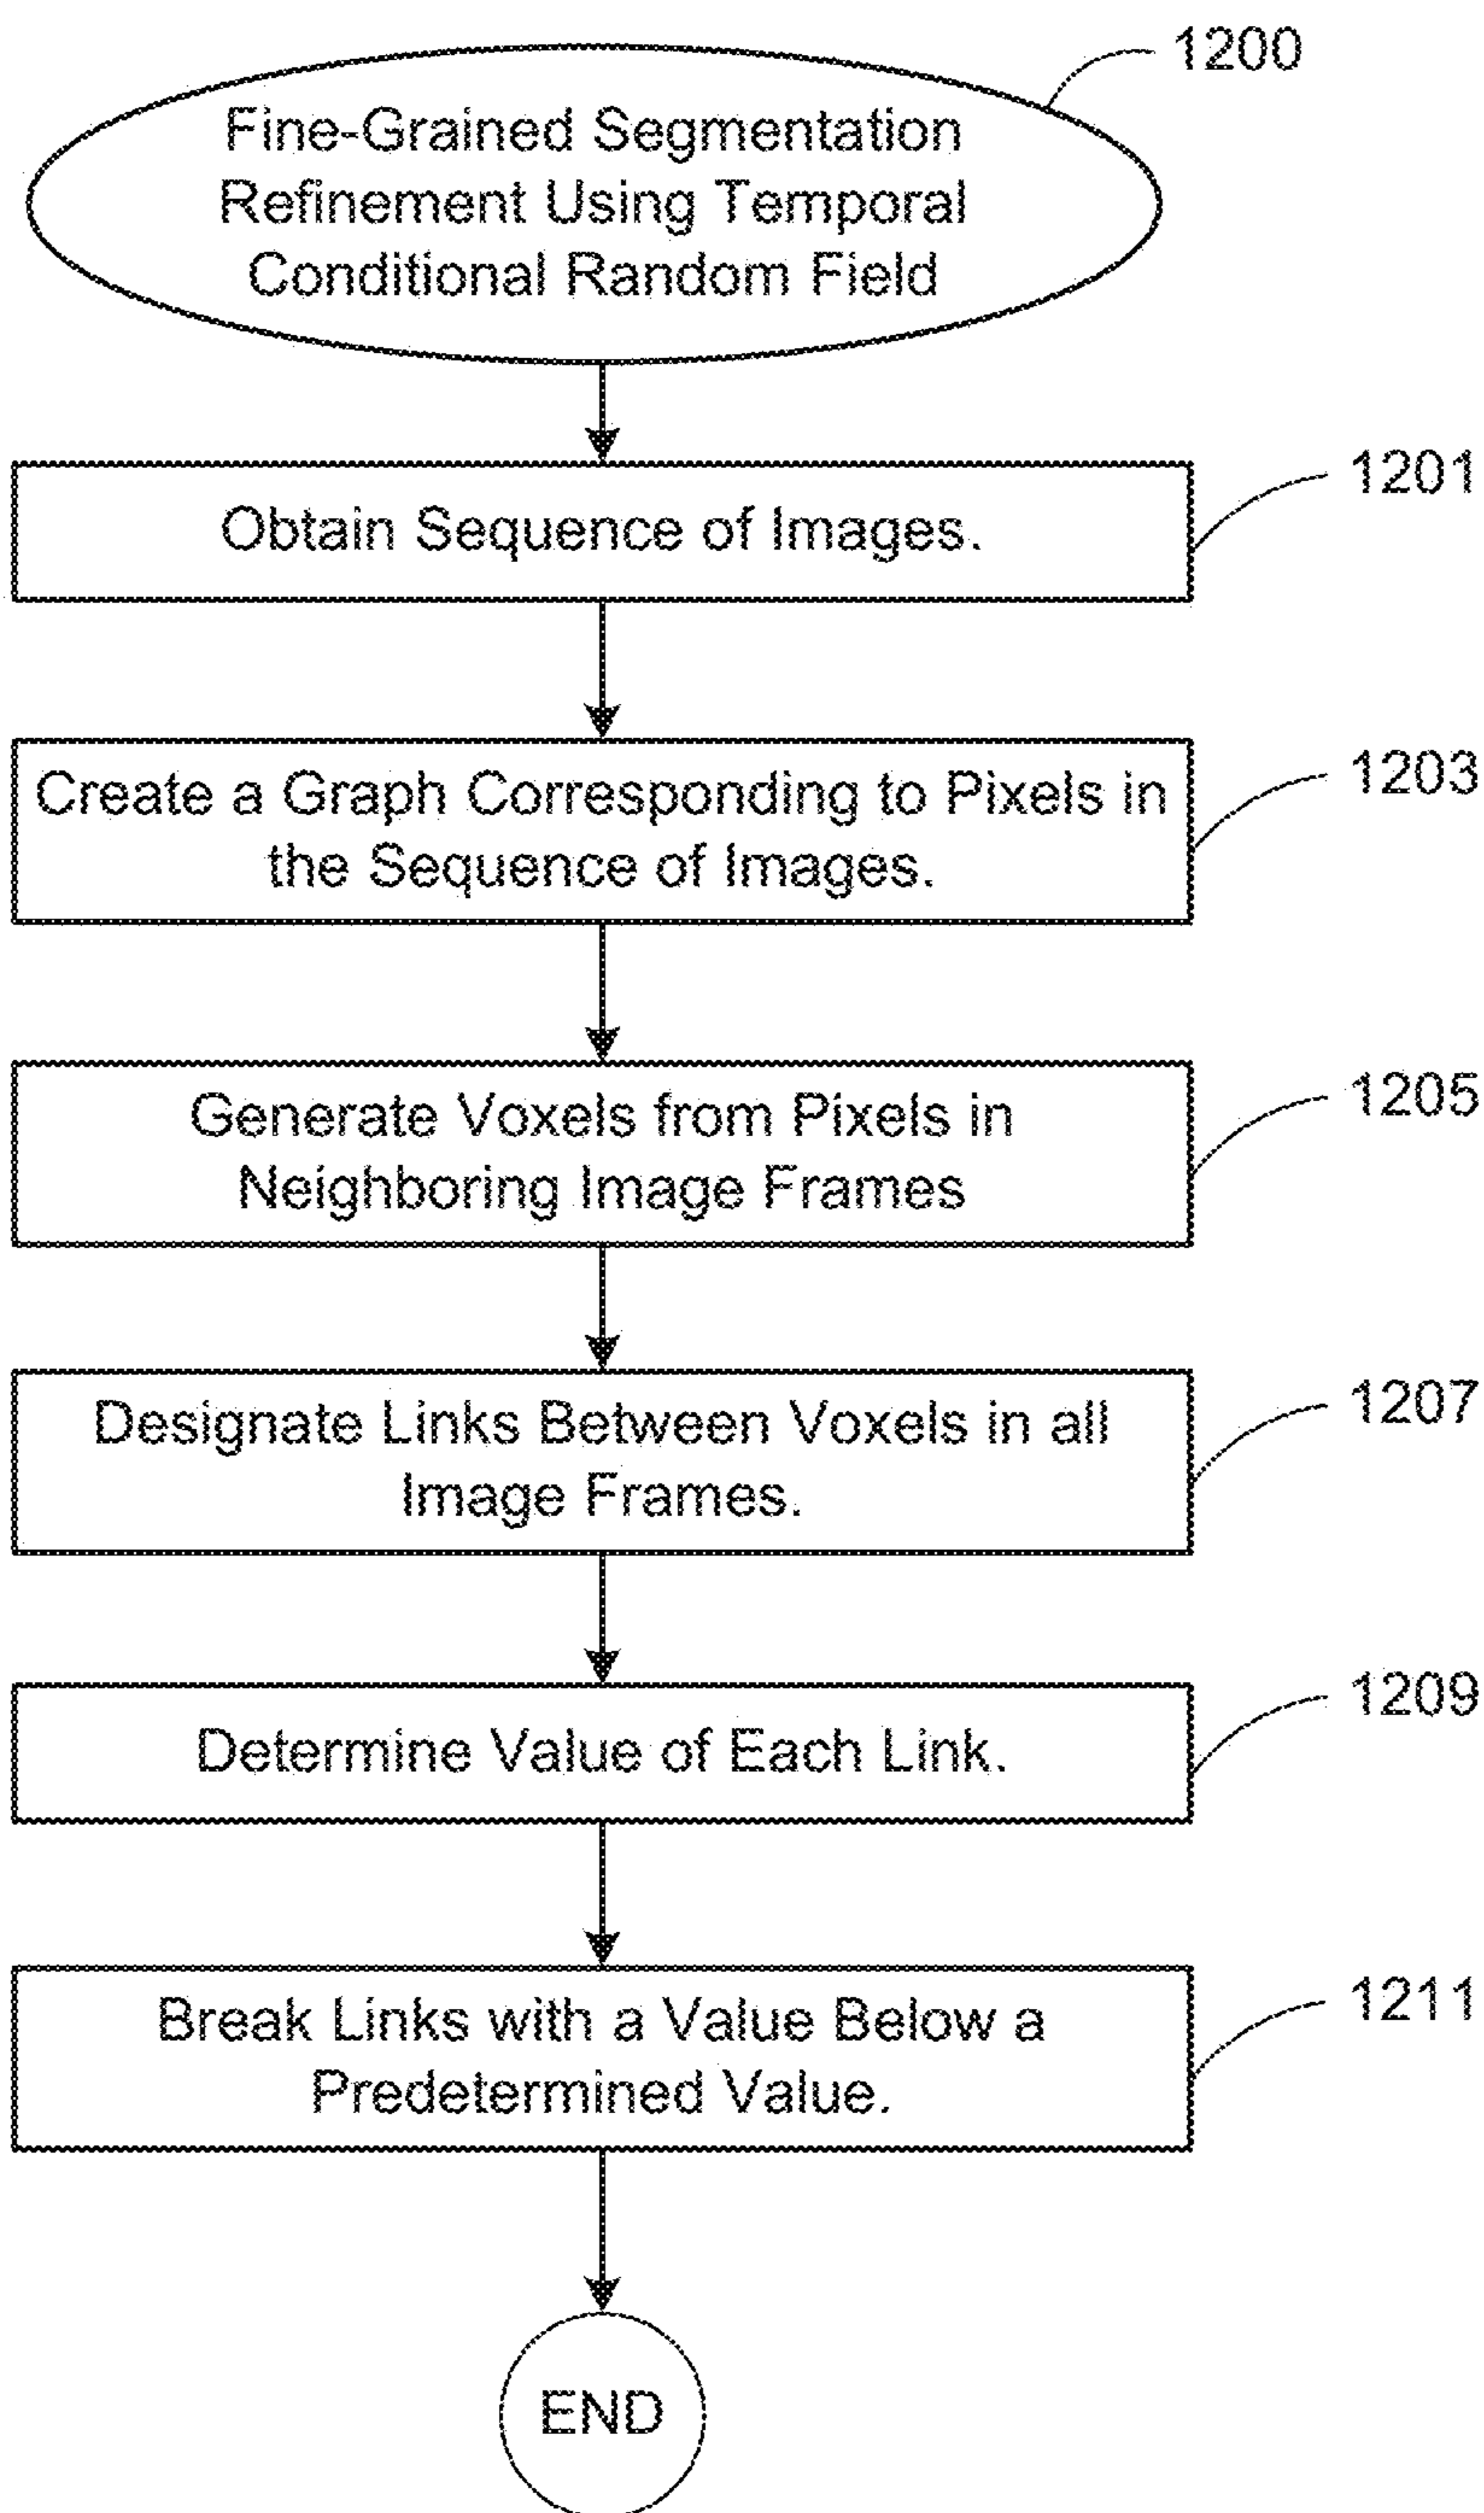 1200
Fine-Grained Segmentation
Refinement Using Temporal
Conditional Random Field
1201
Obtain Sequence of Images.
1203
Create a Graph Corresponding to Pixels in
the Sequence of Images.
1205
Generate Voxels from Pixels in
Neighboring Image Frames
1207
Designate Links Between Voxels in all
Image Frames.
1209
Determine Value of Each Link.
1211
Break Links with a Value Below a
Predetermined Value.
END